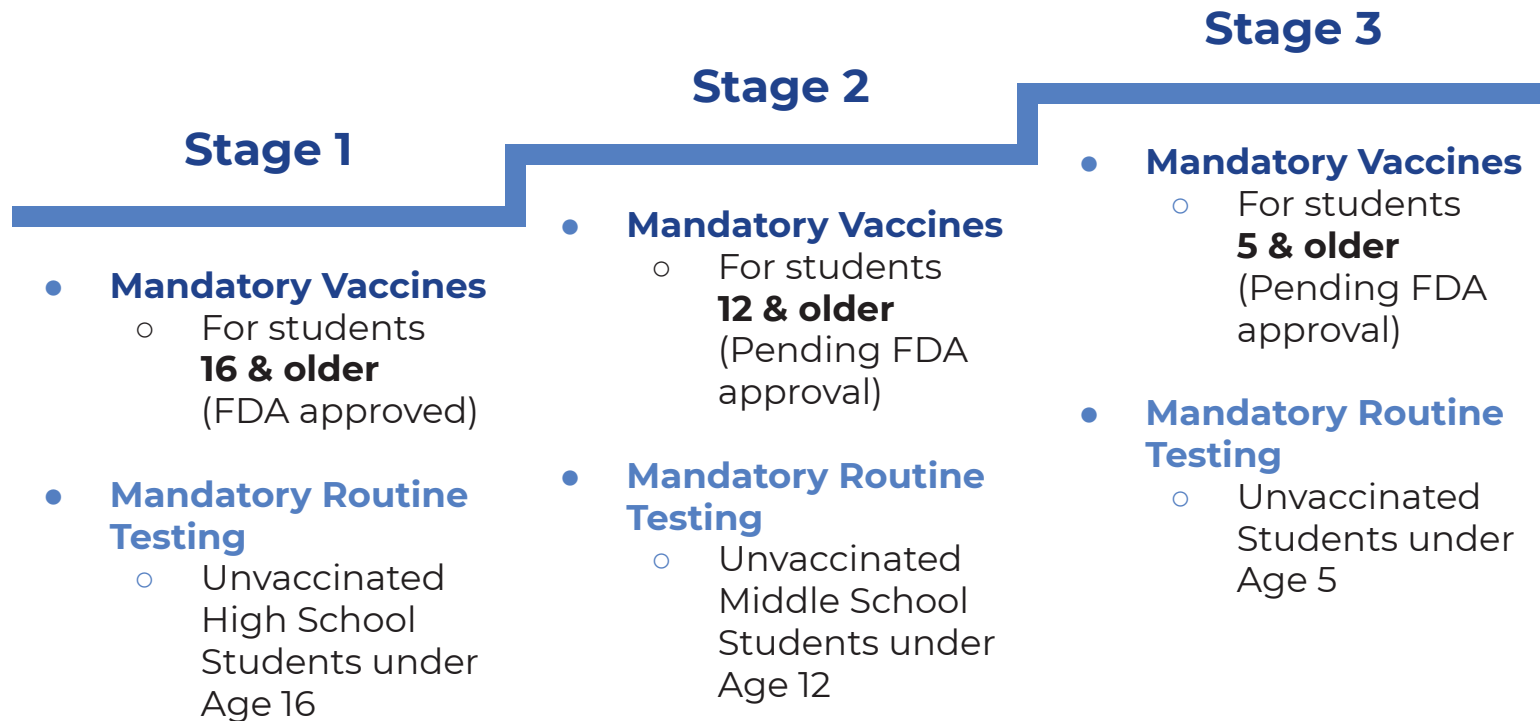 Stage 1
● Mandatory Vaccines
○ For students
16 & older
(FDA approved)
● Mandatory Routine
Testing
○ Unvaccinated
High School
Students under
Age 16
Stage 2
● Mandatory Vaccines
○ For students
12 & older
(Pending FDA
approval)
● Mandatory Routine
Testing
○ Unvaccinated
Middle School
Students under
Age 12
Stage 3
● Mandatory Vaccines
○ For students
5 & older
(Pending FDA
approval)
● Mandatory Routine
Testing
○ Unvaccinated
Students under
Age 5